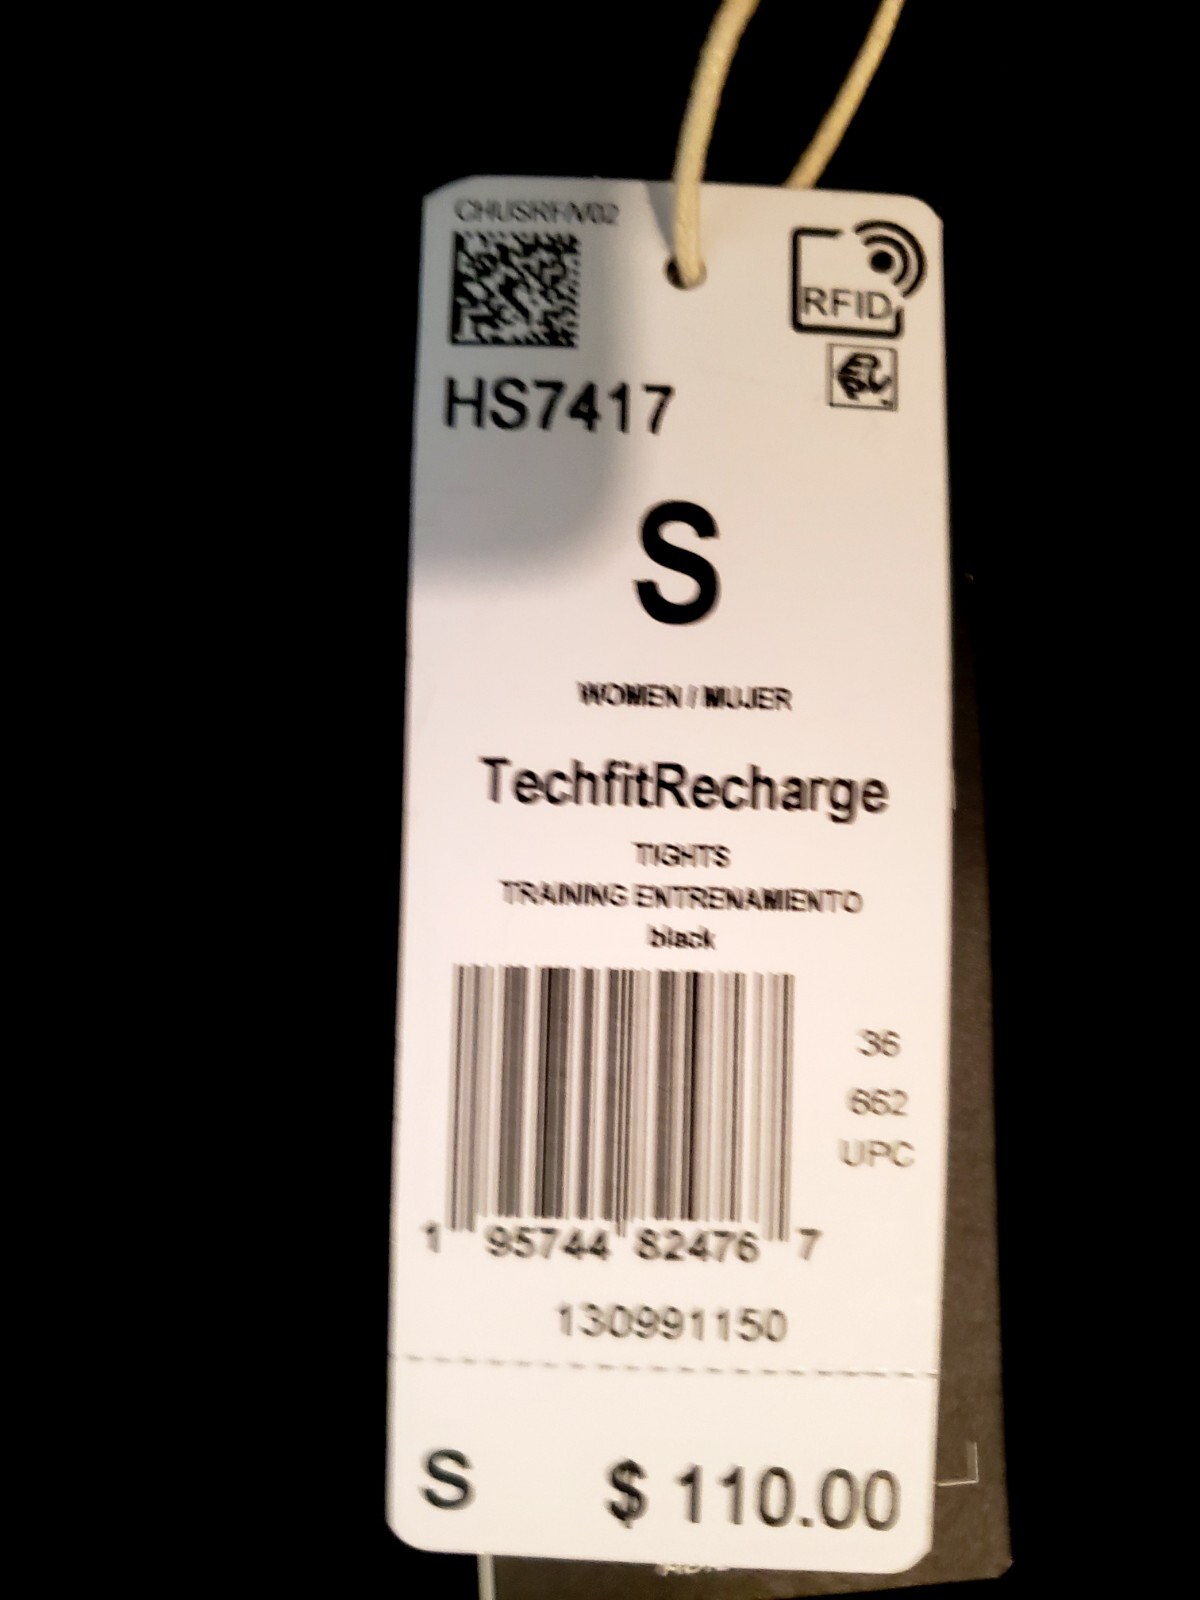 CHUSRFIV02
RFID
HS7417
S
WOMEN / MUJER
TechfitRecharge
TIGHTS
TRAINING ENTRENAMIENTO
black
36
662
UPC
1 95744 82476 7
130991150
S $ 110.00